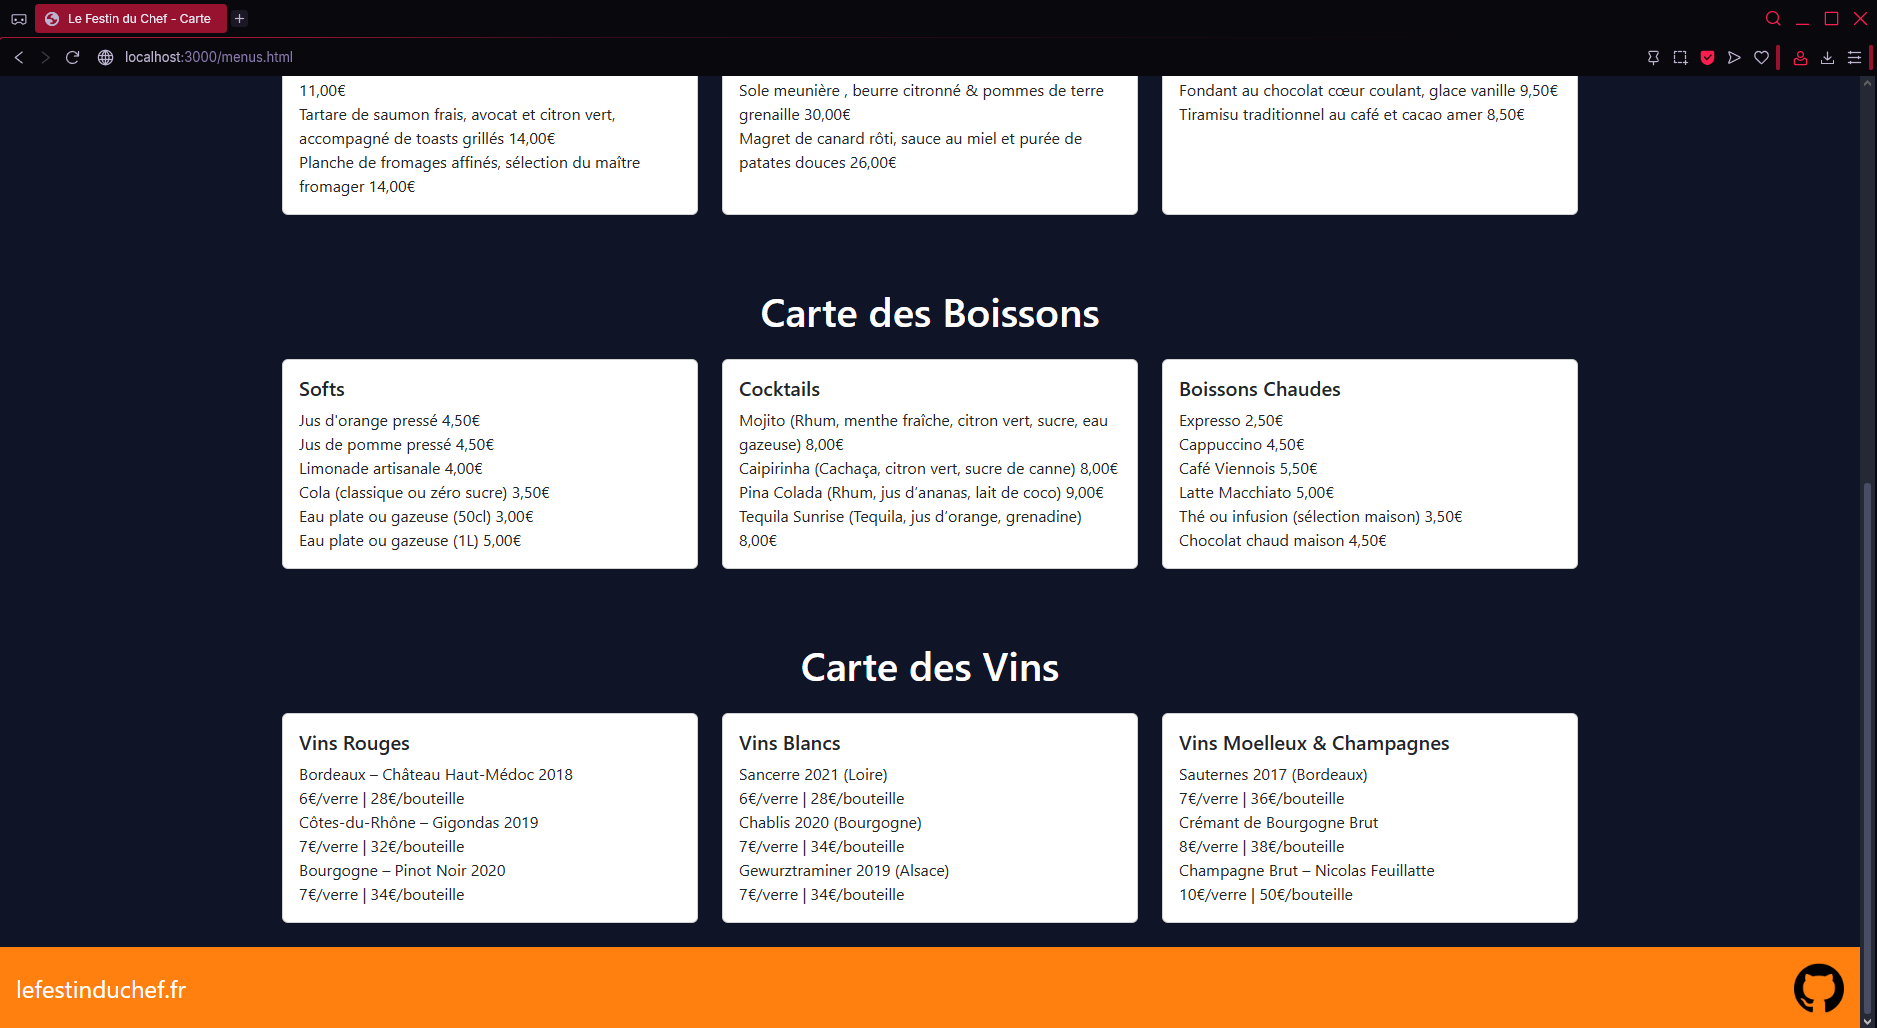 Le Festin du Chef - Carte
localhost:3000/menus.html
11,00€
Tartare de saumon frais, avocat et citron vert,
accompagné de toasts grillés 14,00€
Planche de fromages affinés, sélection du maître
fromager 14,00€
Sole meunière , beurre citronné & pommes de terre
grenaille 30,00€
Magret de canard rôti, sauce au miel et purée de
patates douces 26,00€
Fondant au chocolat cœur coulant, glace vanille 9,50€
Tiramisu traditionnel au café et cacao amer 8,50€
Carte des Boissons
Softs
Jus d'orange pressé 4,50€
Jus de pomme pressé 4,50€
Limonade artisanale 4,00€
Cola (classique ou zéro sucre) 3,50€
Eau plate ou gazeuse (50cl) 3,00€
Eau plate ou gazeuse (1L) 5,00€
Cocktails
Mojito (Rhum, menthe fraîche, citron vert, sucre, eau
gazeuse) 8,00€
Caipirinha (Cachaça, citron vert, sucre de canne) 8,00€
Pina Colada (Rhum, jus d’ananas, lait de coco) 9,00€
Tequila Sunrise (Tequila, jus d’orange, grenadine)
8,00€
Boissons Chaudes
Expresso 2,50€
Cappuccino 4,50€
Café Viennois 5,50€
Latte Macchiato 5,00€
Thé ou infusion (sélection maison) 3,50€
Chocolat chaud maison 4,50€
Carte des Vins
Vins Rouges
Bordeaux – Château Haut-Médoc 2018
6€/verre | 28€/bouteille
Côtes-du-Rhône – Gigondas 2019
7€/verre | 32€/bouteille
Bourgogne – Pinot Noir 2020
7€/verre | 34€/bouteille
Vins Blancs
Sancerre 2021 (Loire)
6€/verre | 28€/bouteille
Chablis 2020 (Bourgogne)
7€/verre | 34€/bouteille
Gewurztraminer 2019 (Alsace)
7€/verre | 34€/bouteille
Vins Moelleux & Champagnes
Sauternes 2017 (Bordeaux)
7€/verre | 36€/bouteille
Crémant de Bourgogne Brut
8€/verre | 38€/bouteille
Champagne Brut – Nicolas Feuillatte
10€/verre | 50€/bouteille
lefestinduchef.fr